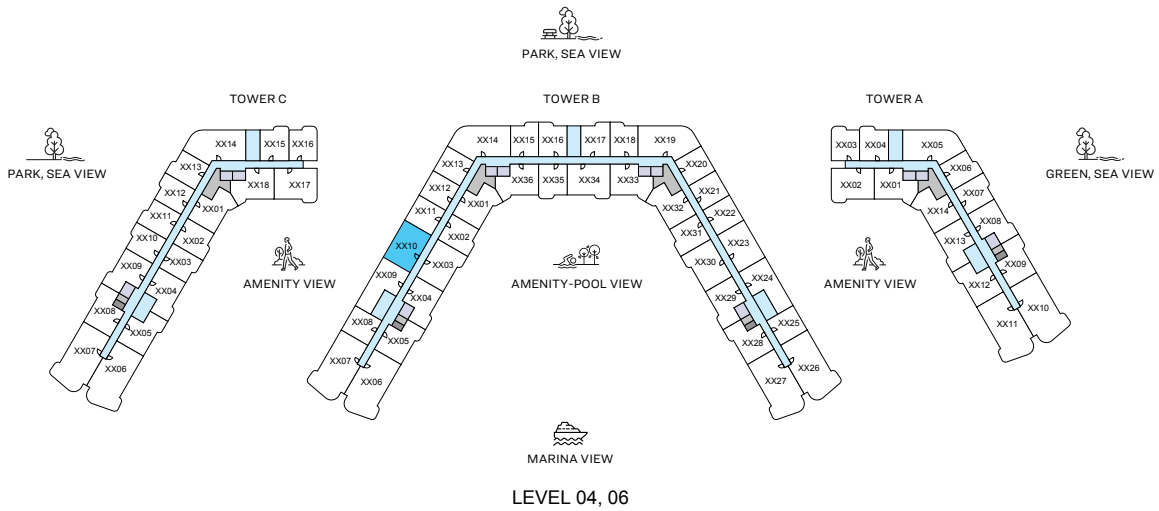 PARK, SEA VIEW
TOWER C
TOWER B
TOWER A
PARK, SEA VIEW
GREEN, SEA VIEW
XX14
XX15
XX16
XX13
XX12
XX11
XX10
XX09
XX08
XX07
XX06
XX05
XX04
XX03
XX02
XX01
XX18
XX17
AMENITY VIEW
XX14
XX15
XX16
XX17
XX18
XX19
XX13
XX12
XX11
XX10
XX09
XX08
XX07
XX06
XX05
XX04
XX03
XX02
XX01
XX36
XX35
XX34
XX33
XX32
XX31
XX30
XX29
XX28
XX27
XX26
XX25
XX24
XX23
XX22
XX21
XX20
AMENITY-POOL VIEW
XX03
XX04
XX05
XX02
XX01
XX06
XX07
XX08
XX09
XX10
XX11
XX12
XX13
XX14
AMENITY VIEW
MARINA VIEW
LEVEL 04, 06